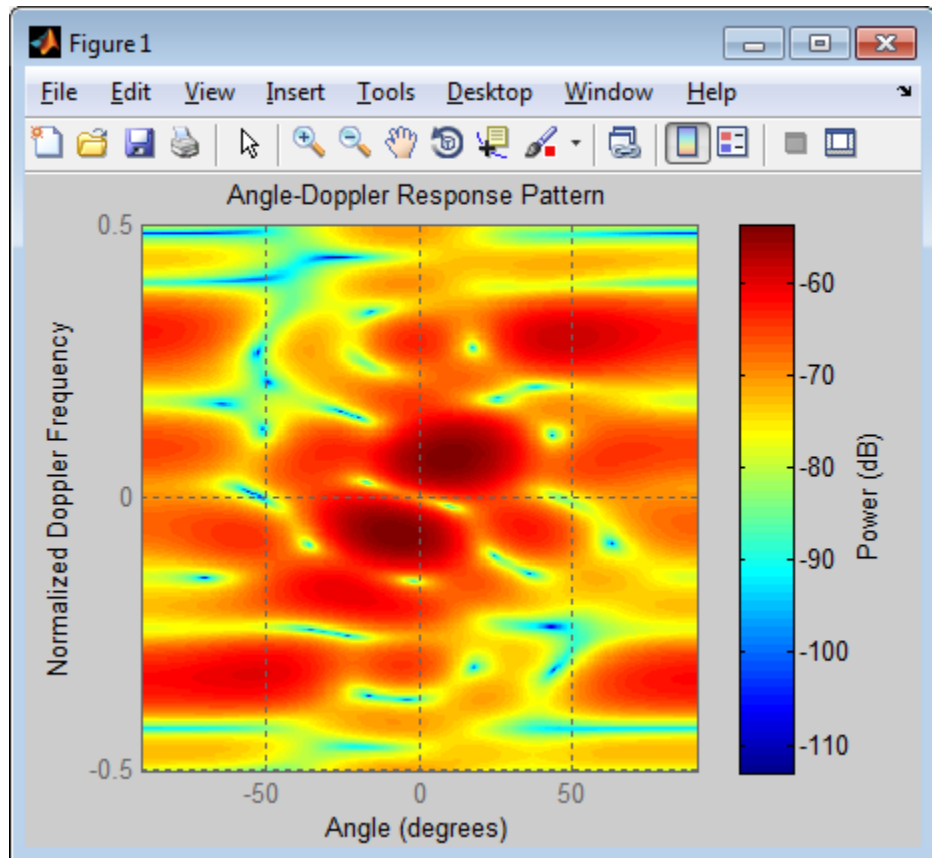 Figure 1
File Edit View Insert Tools Desktop Window Help
Angle-Doppler Response Pattern
0.5
0
-0.5
Normalized Doppler Frequency
-50 0 50
Angle (degrees)
-60
-70
-80
-90
-100
-110
Power (dB)